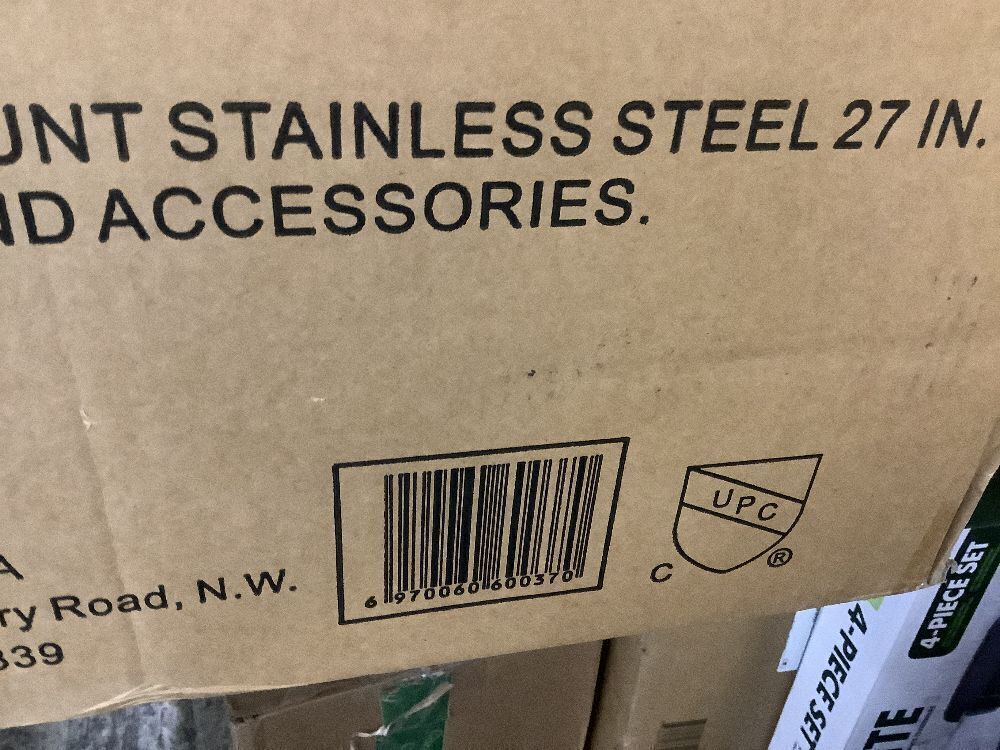 UNT STAINLESS STEEL 27 IN.
ND ACCESSORIES.
A
ry Road, N.W.
339
6 970060 600370
UPC
C ®
4-PIECE SET
4-PIECE SET
TE